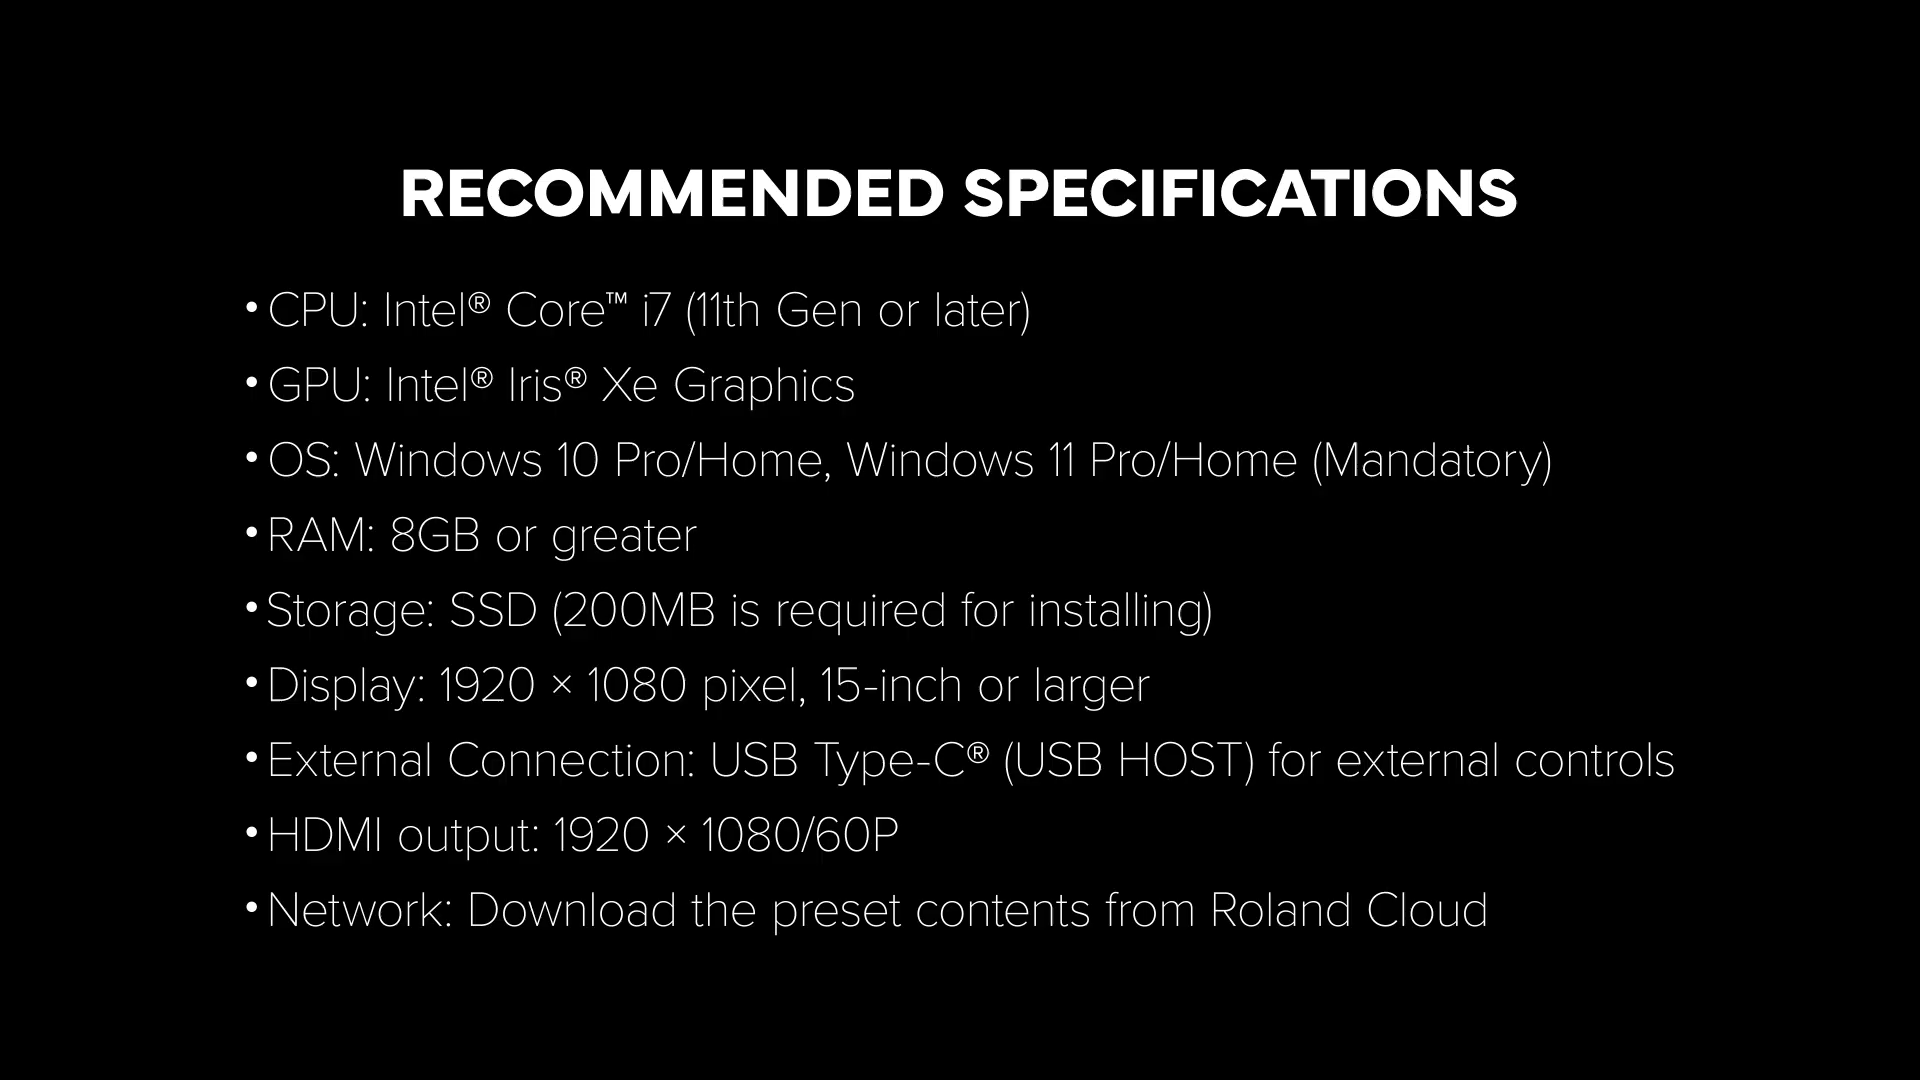 RECOMMENDED SPECIFICATIONS
• CPU: Intel® Core™ i7 (11th Gen or later)
• GPU: Intel® Iris® Xe Graphics
• OS: Windows 10 Pro/Home, Windows 11 Pro/Home (Mandatory)
• RAM: 8GB or greater
• Storage: SSD (200MB is required for installing)
• Display: 1920 × 1080 pixel, 15-inch or larger
• External Connection: USB Type-C® (USB HOST) for external controls
• HDMI output: 1920 × 1080/60P
• Network: Download the preset contents from Roland Cloud